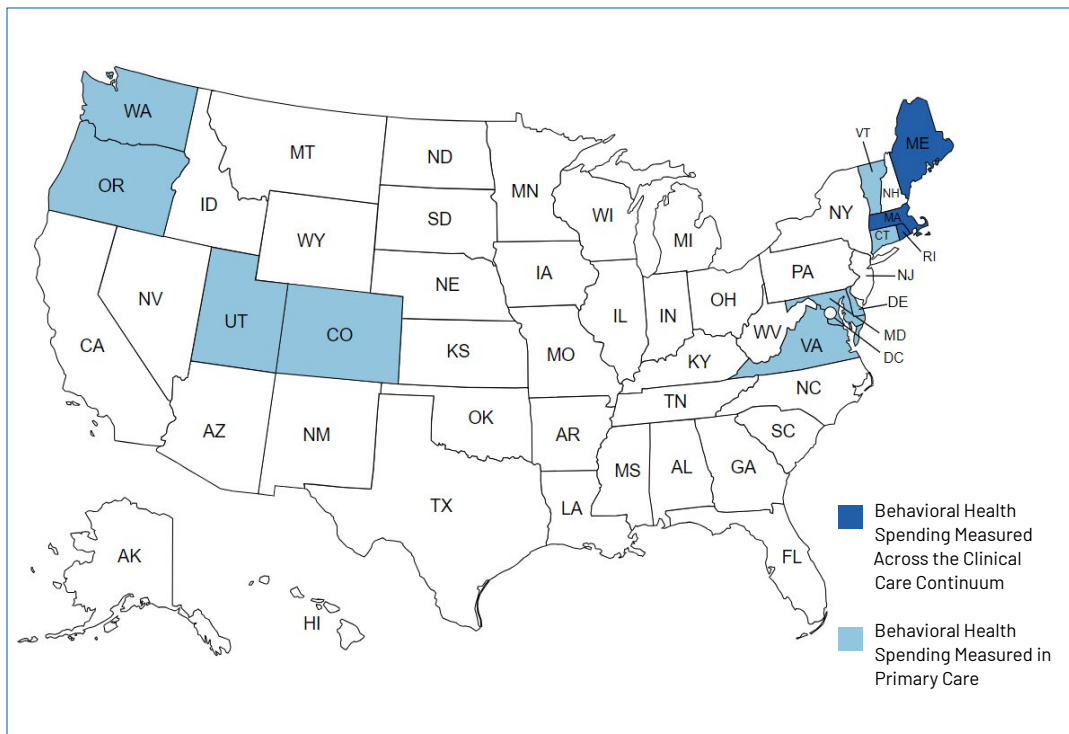 WA
OR
ID
MT
WY
ND
SD
NE
MN
WI
IA
MI
NV
UT
CO
CA
KS
MO
IL
IN
OH
KY
WV
VA
PA
NY
VT
NH
ME
MA
CT
RI
NJ
DE
MD
DC
AZ
NM
OK
AR
TN
NC
SC
MS
AL
GA
TX
LA
FL
AK
HI
Behavioral Health
Spending Measured
Across the Clinical
Care Continuum
Behavioral Health
Spending Measured in
Primary Care